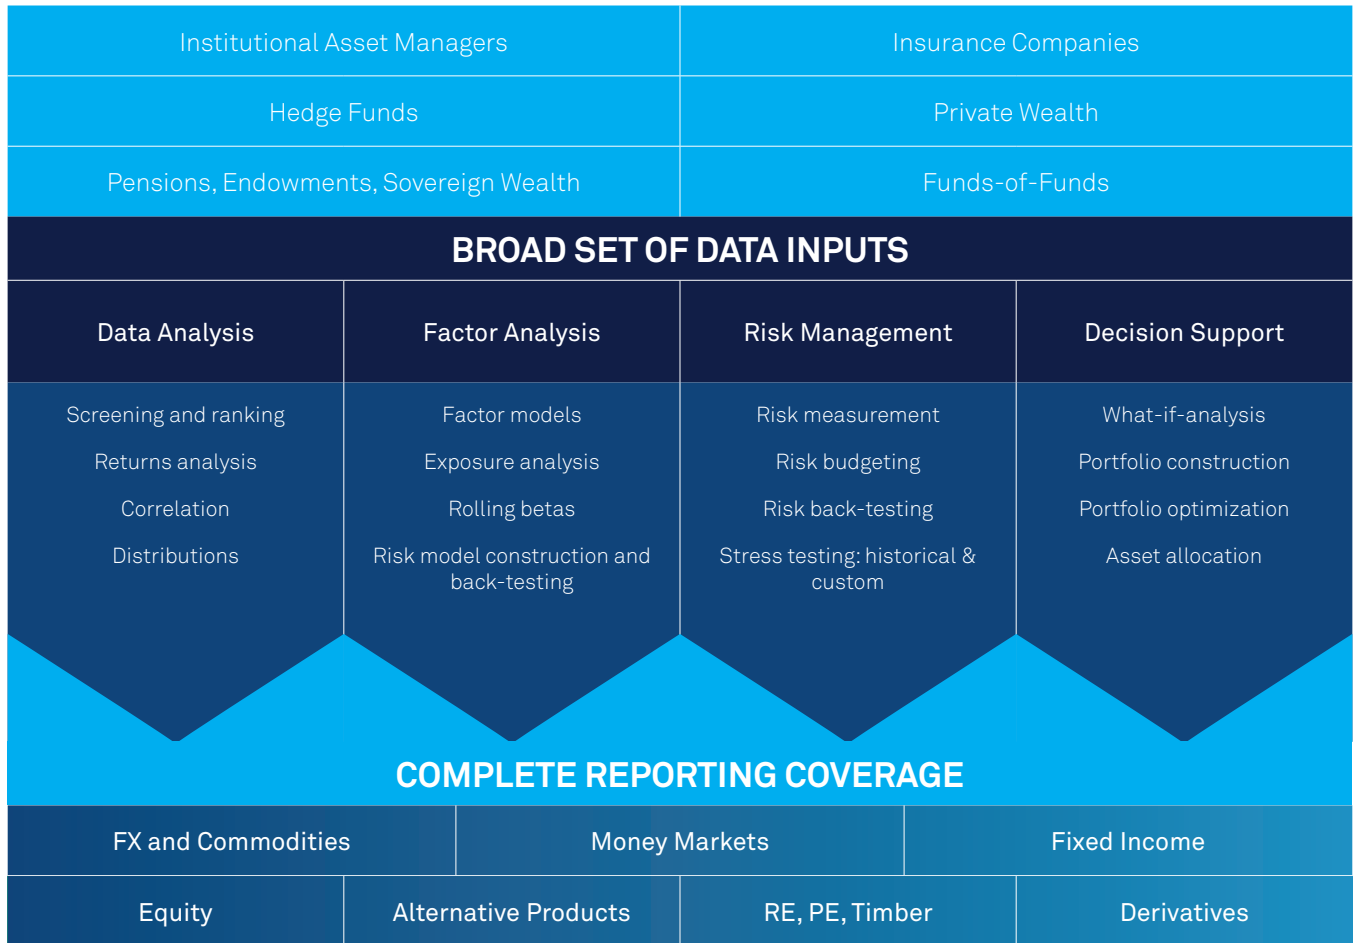 Institutional Asset Managers
Insurance Companies
Hedge Funds
Private Wealth
Pensions, Endowments, Sovereign Wealth
Funds-of-Funds
BROAD SET OF DATA INPUTS
Data Analysis
Factor Analysis
Risk Management
Decision Support
Screening and ranking
Returns analysis
Correlation
Distributions
Factor models
Exposure analysis
Rolling betas
Risk model construction and
back-testing
Risk measurement
Risk budgeting
Risk back-testing
Stress testing: historical &
custom
What-if-analysis
Portfolio construction
Portfolio optimization
Asset allocation
COMPLETE REPORTING COVERAGE
FX and Commodities
Money Markets
Fixed Income
Equity
Alternative Products
RE, PE, Timber
Derivatives